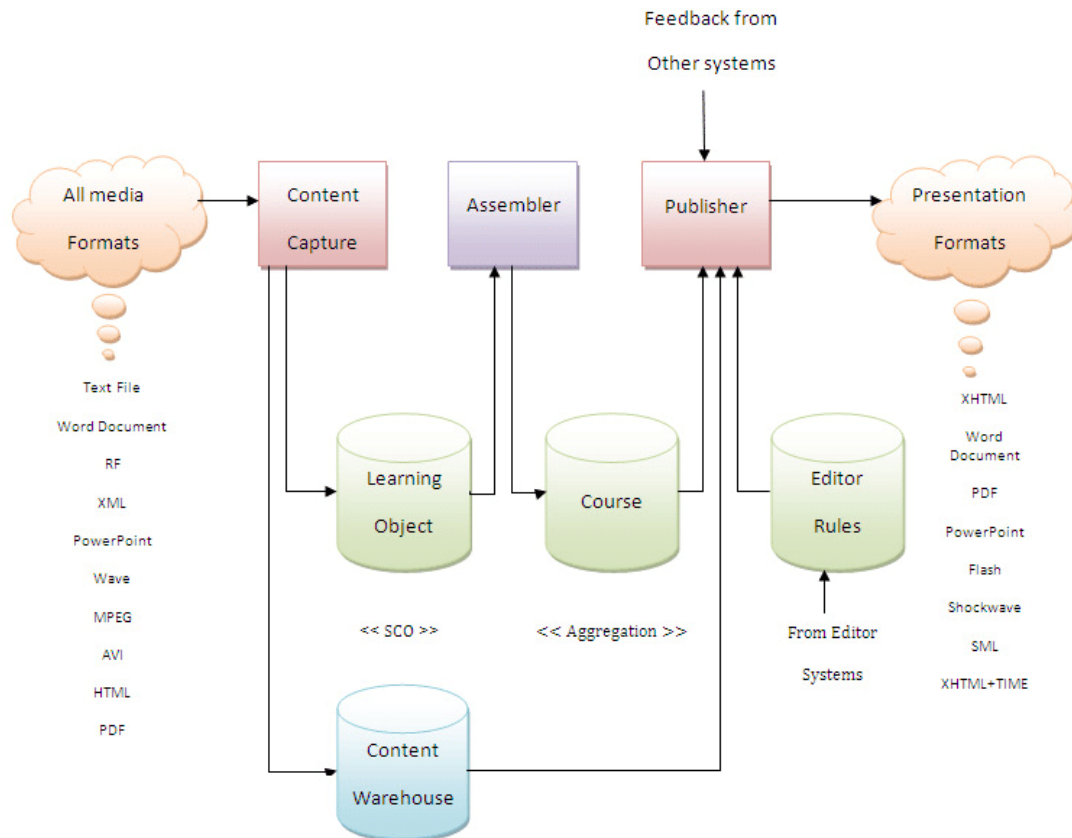 Feedback from
Other systems
All media
Formats
Content
Capture
Assembler
Publisher
Presentation
Formats
Text File
Word Document
RF
XML
PowerPoint
Wave
MPEG
AVI
HTML
PDF
Learning
Object
<< SCO >>
Course
<< Aggregation >>
Editor
Rules
From Editor
Systems
Content
Warehouse
XHTML
Word
Document
PDF
PowerPoint
Flash
Shockwave
SML
XHTML+TIME